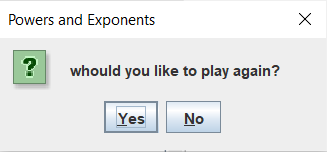 Powers and Exponents
?
whould you like to play again?
Yes No